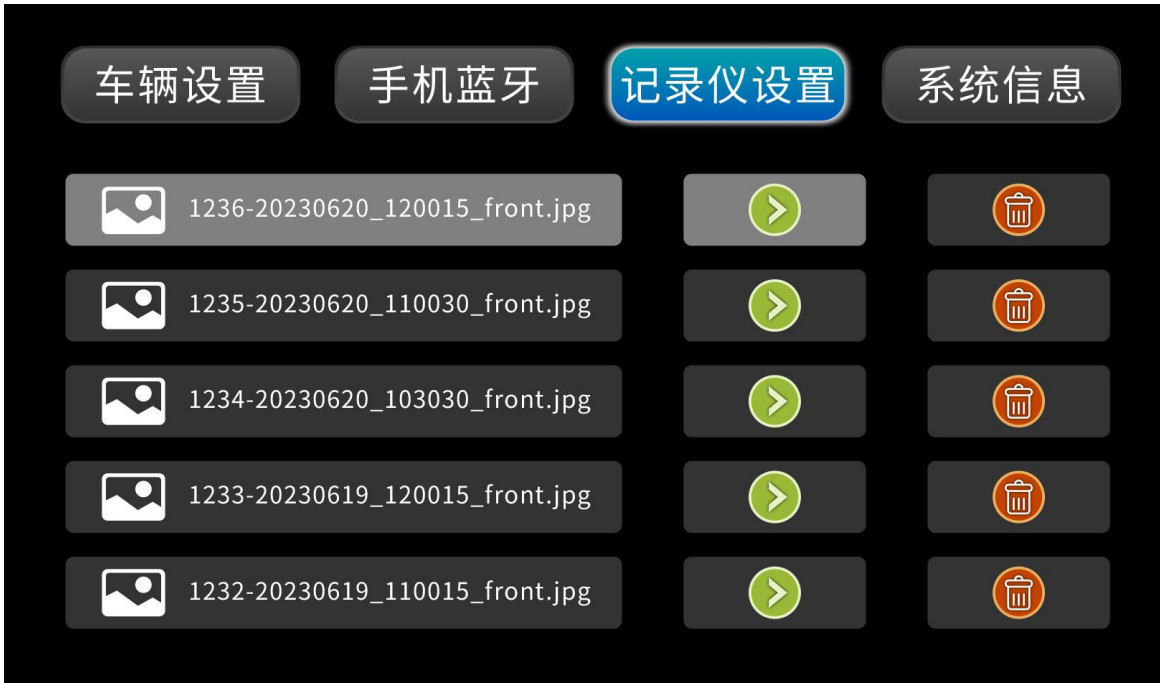 车辆设置
手机蓝牙
记录仪设置
系统信息
1236-20230620_120015_front.jpg
1235-20230620_110030_front.jpg
1234-20230620_103030_front.jpg
1233-20230619_120015_front.jpg
1232-20230619_110015_front.jpg